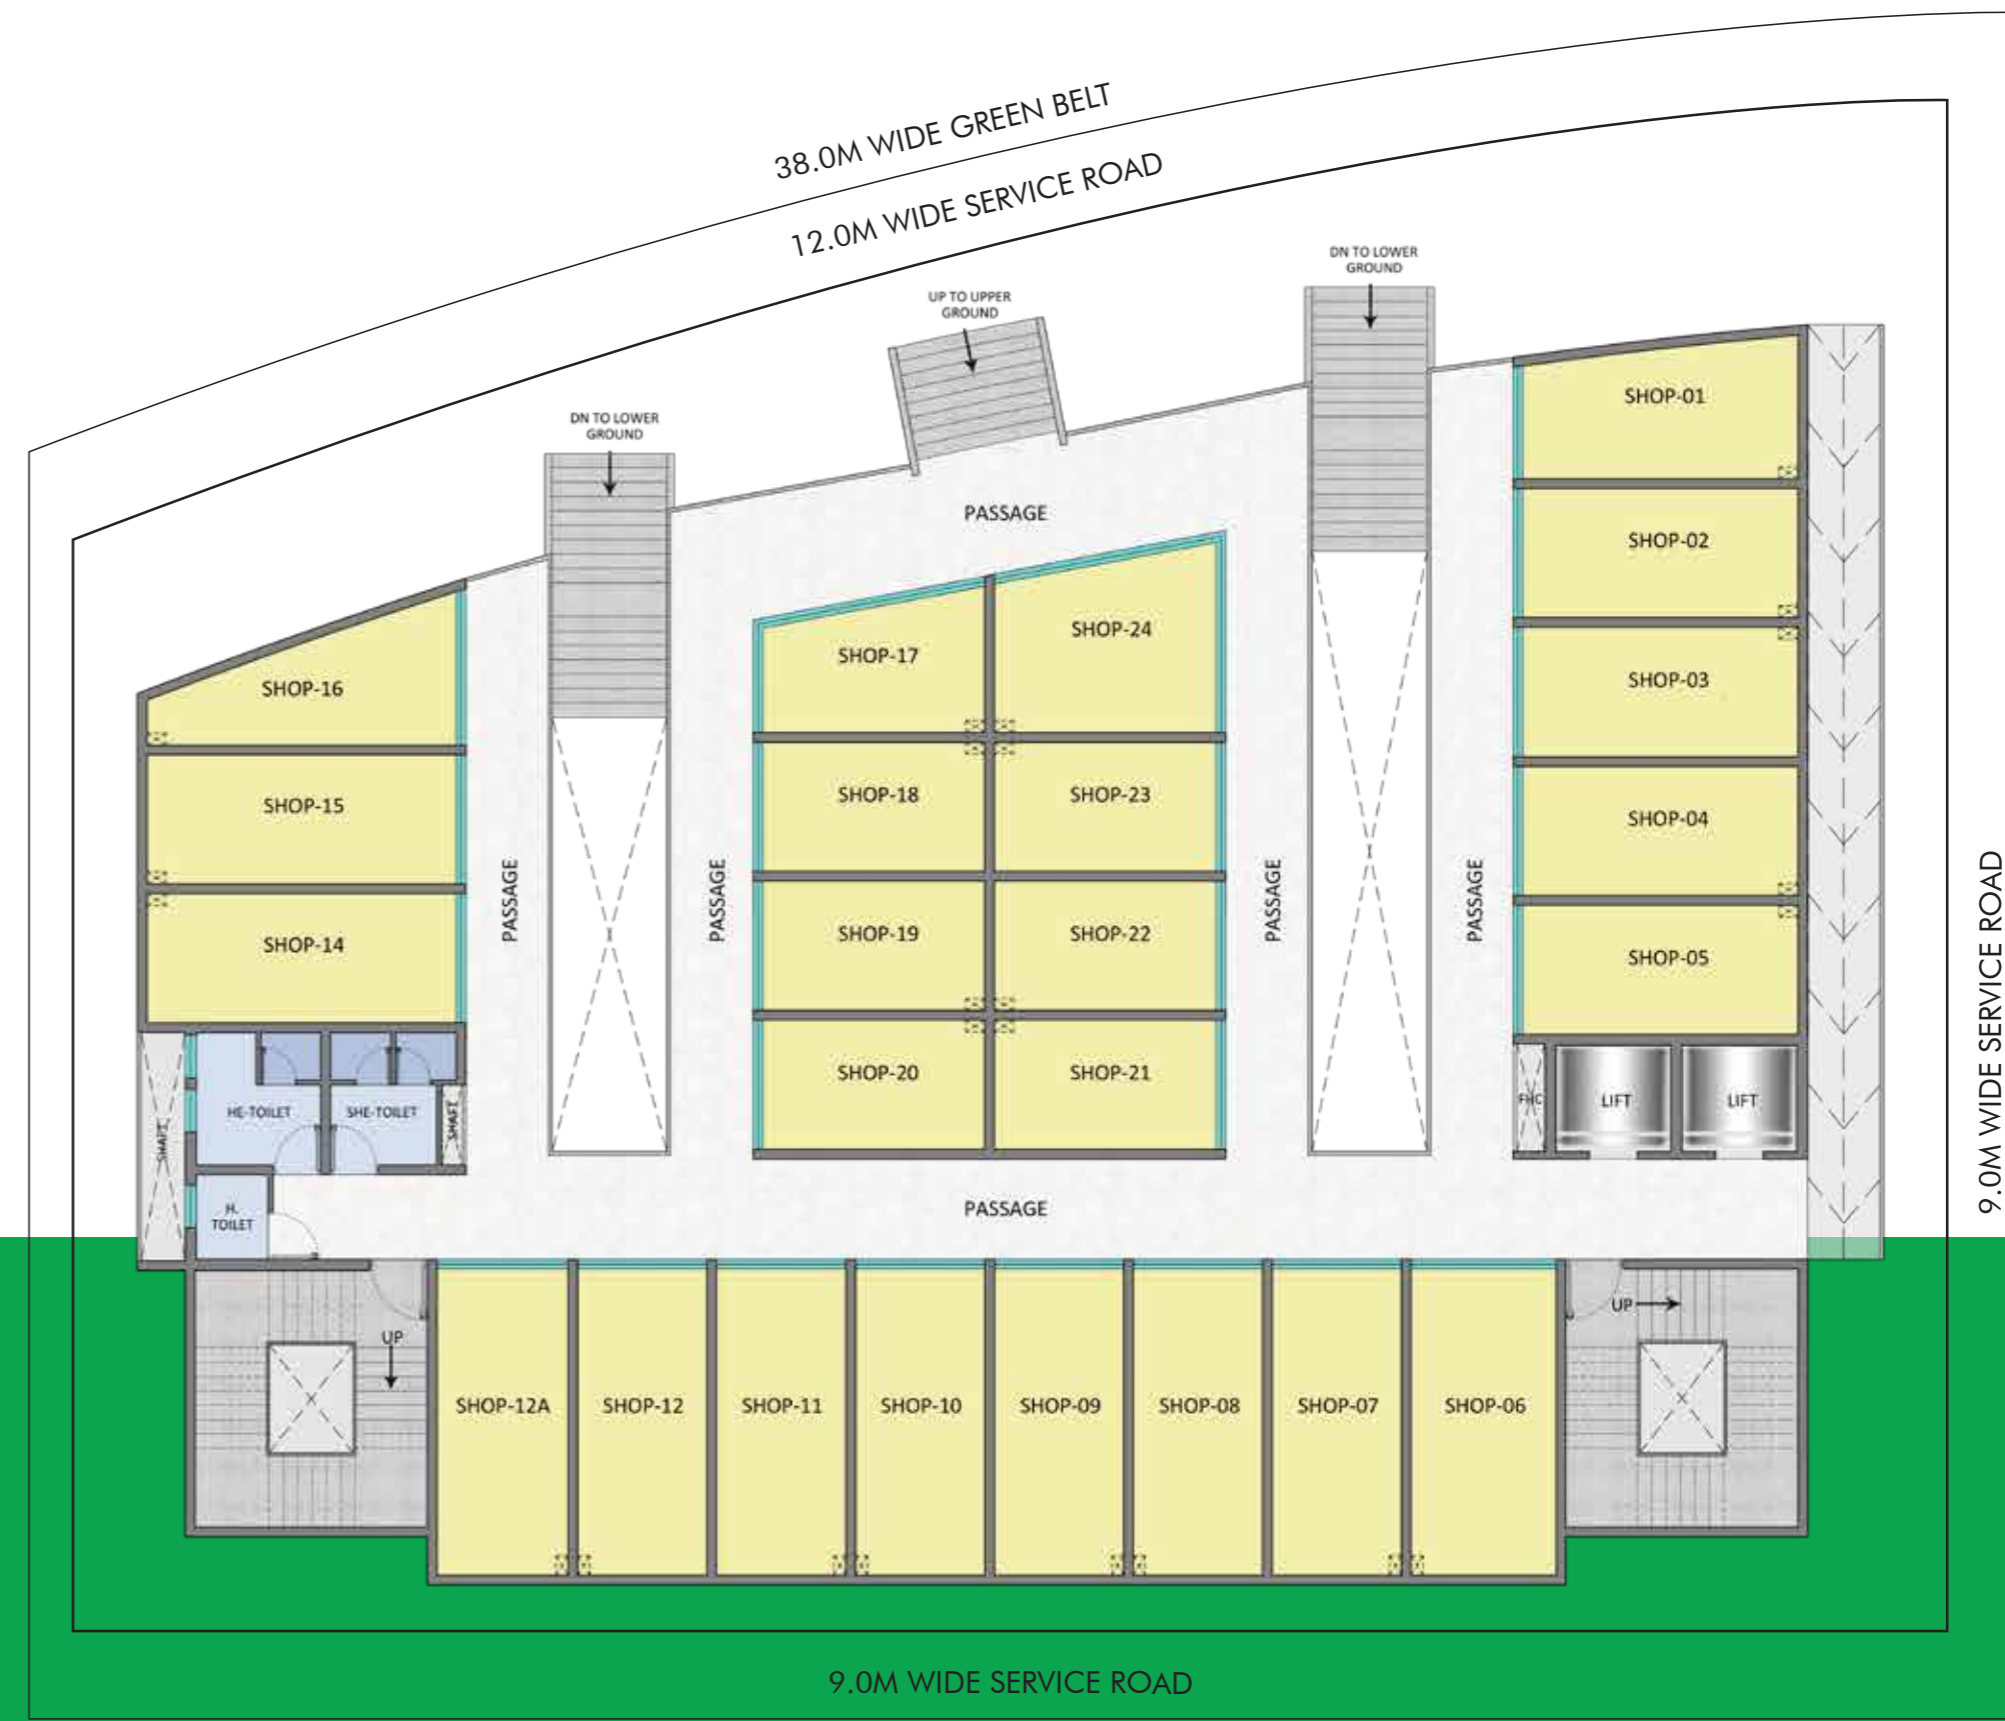 38.0M WIDE GREEN BELT
12.0M WIDE SERVICE ROAD
DN TO LOWER
GROUND
UP TO UPPER
GROUND
DN TO LOWER
GROUND
PASSAGE
SHOP-01
SHOP-02
SHOP-03
SHOP-04
SHOP-05
SHOP-16
SHOP-15
SHOP-14
SHOP-17
SHOP-24
SHOP-18
SHOP-23
SHOP-19
SHOP-22
SHOP-20
SHOP-21
PASSAGE
PASSAGE
PASSAGE
PASSAGE
9.0M WIDE SERVICE ROAD
HE-TOILET
SHE-TOILET
SHAFT
SHAFT
H.
TOILET
FHC
LIFT
LIFT
PASSAGE
UP
UP
SHOP-12A
SHOP-12
SHOP-11
SHOP-10
SHOP-09
SHOP-08
SHOP-07
SHOP-06
9.0M WIDE SERVICE ROAD